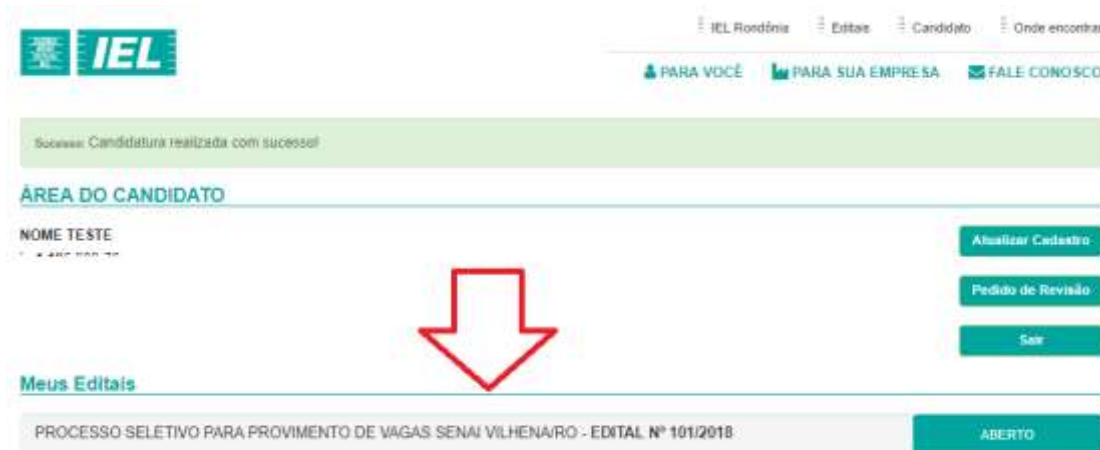 IEL
IEL Rondônia Editais Candidato Onde encontrar
PARA VOCÊ PARA SUA EMPRESA FALE CONOSCO
Sucesso: Candidatura realizada com sucesso!
ÁREA DO CANDIDATO
NOME TESTE
Atualizar Cadastro
Pedido de Revisão
Sair
Meus Editais
PROCESSO SELETIVO PARA PROVIMENTO DE VAGAS SENAI VILHENA/RO - EDITAL Nº 101/2018 ABERTO